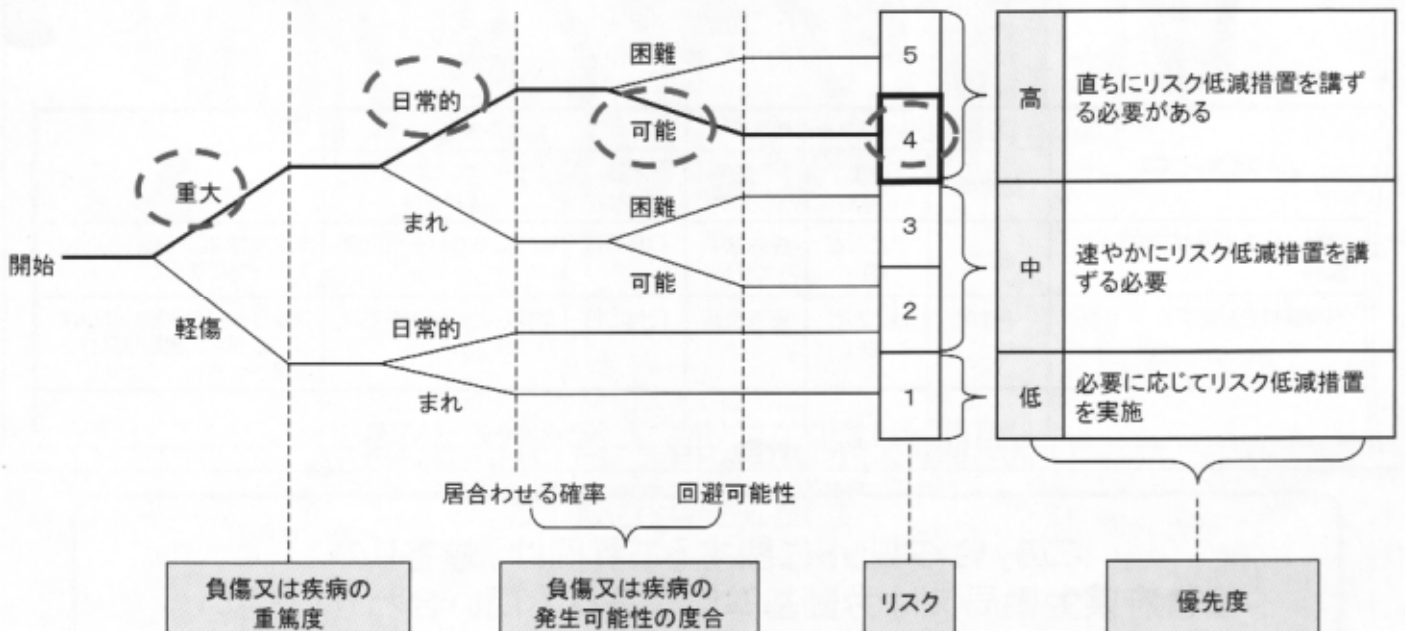 困難
日常的
可能
重大
まれ
困難
可能
開始
軽傷
日常的
まれ
5
4
3
2
1
高
直ちにリスク低減措置を講ず
る必要がある
中
速やかにリスク低減措置を講
ずる必要
低
必要に応じてリスク低減措置
を実施
居合わせる確率
回避可能性
負傷又は疾病の
重篤度
負傷又は疾病の
発生可能性の度合
リスク
優先度